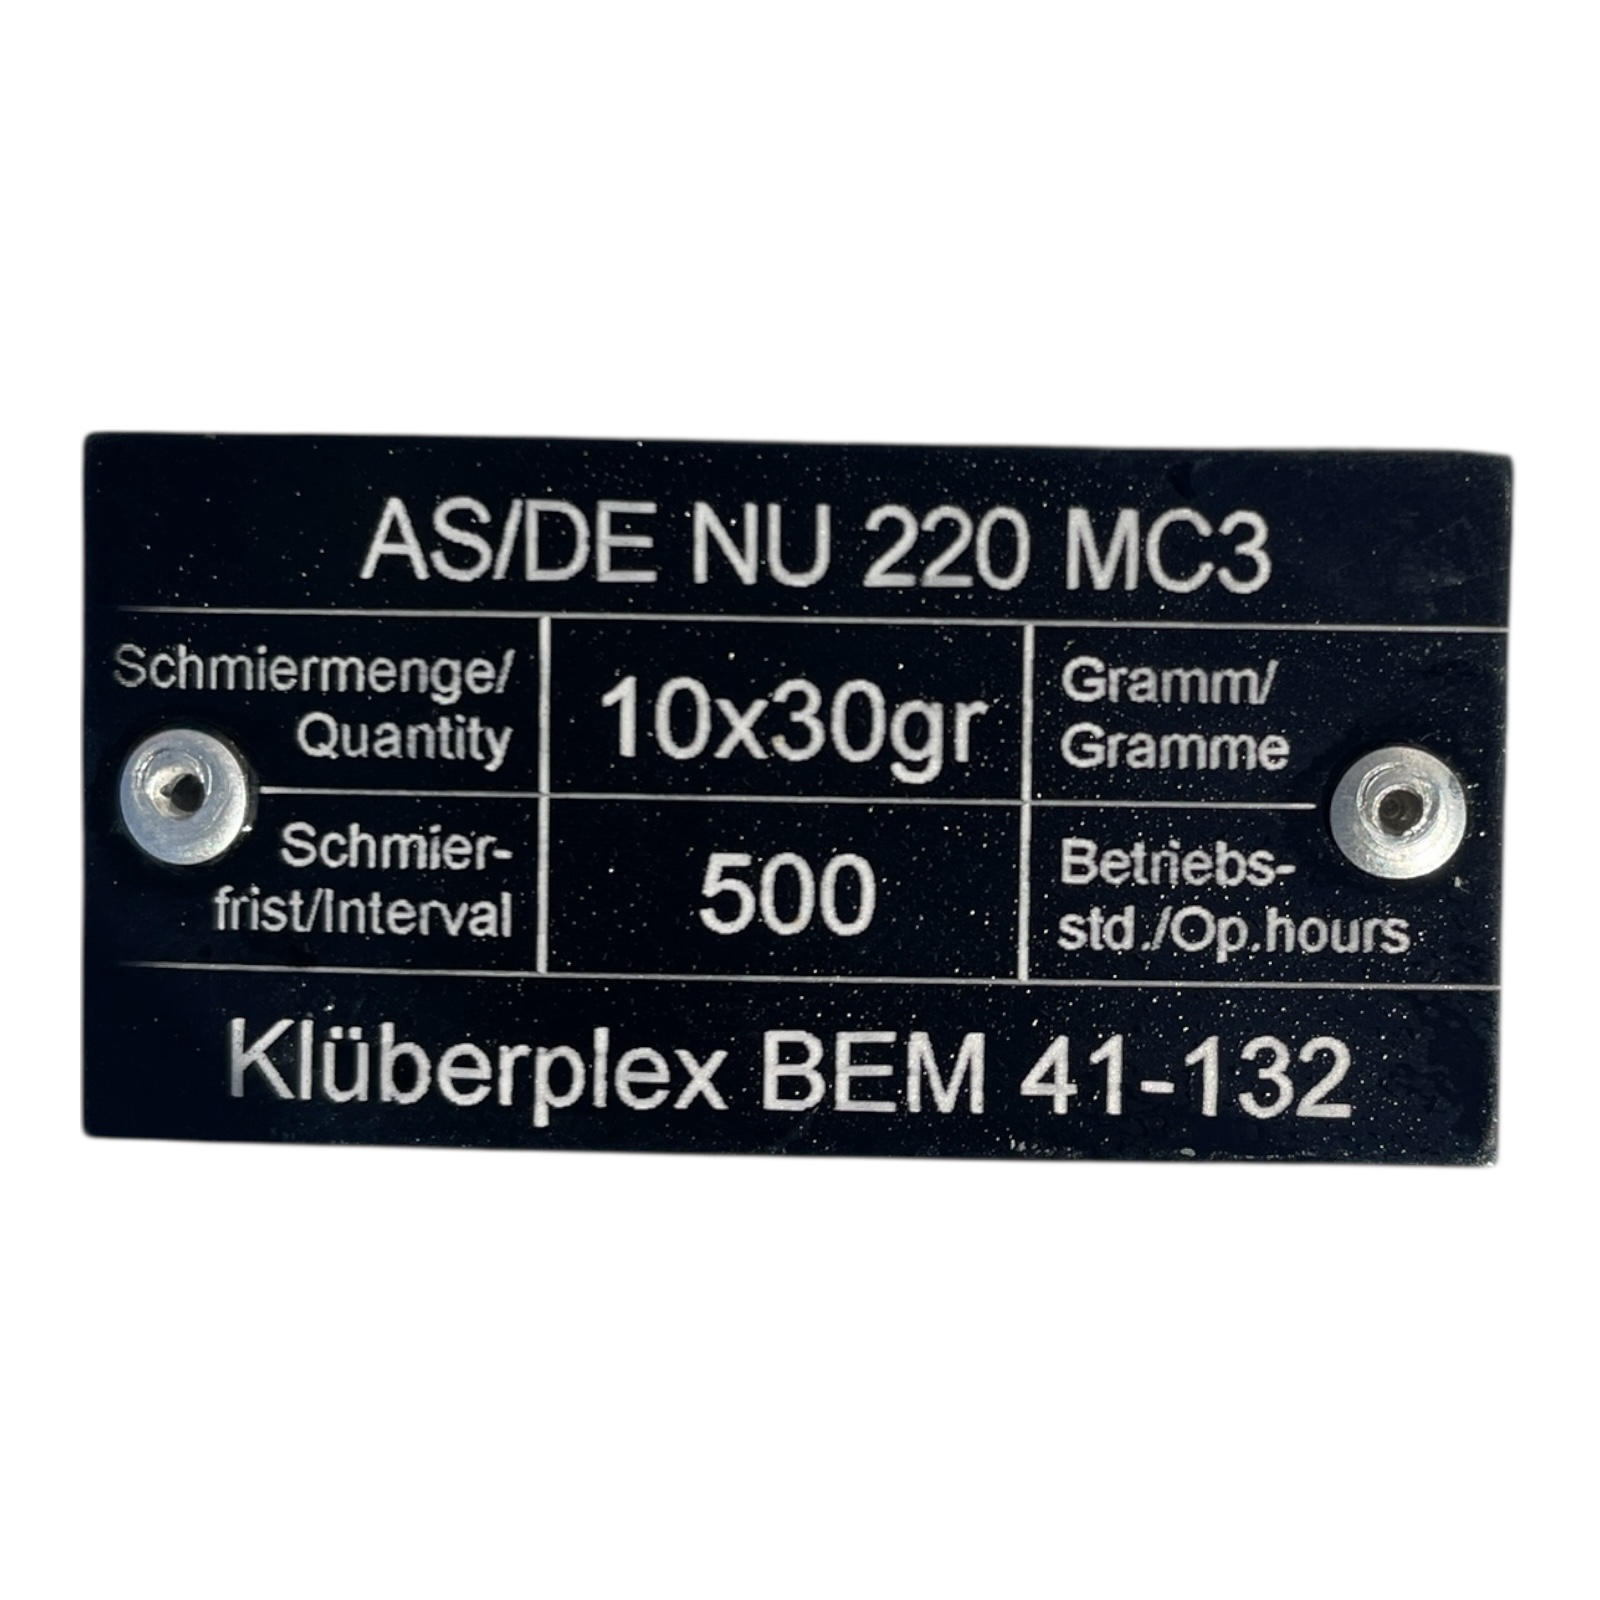 AS/DE NU 220 MC3
Schmiermenge/
Quantity
10x30gr
Gramm/
Gramme
Schmier-
frist/Interval
500
Betriebs-
std./Op.hours
Klüberplex BEM 41-132